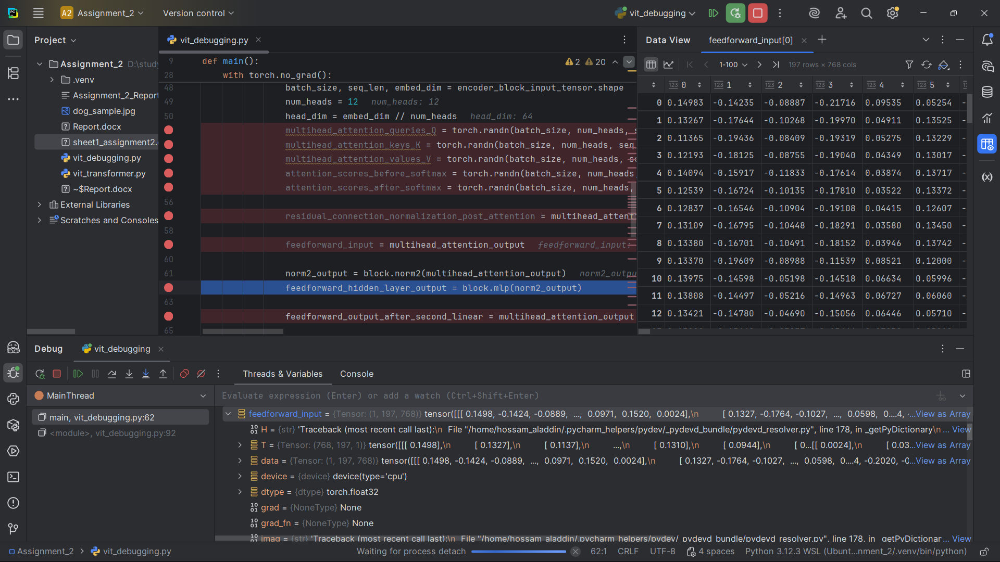 A2 Assignment_2 Version control vit_debugging
Project
Assignment_2 D:\study
.venv
Assignment_2_Report
dog_sample.jpg
Report.docx
sheet1_assignment2.
vit_debugging.py
vit_transformer.py
~$Report.docx
External Libraries
Scratches and Consoles
vit_debugging.py
9 def main():
2 20
28 with torch.no_grad():
48 batch_size, seq_len, embed_dim = encoder_block_input_tensor.shape
49 num_heads = 12 num_heads: 12
50 head_dim = embed_dim // num_heads head_dim: 64
multihead_attention_queries_Q = torch.randn(batch_size, num_heads, s
multihead_attention_keys_K = torch.randn(batch_size, num_heads, seq
multihead_attention_values_V = torch.randn(batch_size, num_heads, se
attention_scores_before_softmax = torch.randn(batch_size, num_heads
attention_scores_after_softmax = torch.randn(batch_size, num_heads,
56
residual_connection_normalization_post_attention = multihead_attent
58
feedforward_input = multihead_attention_output feedforward_input:
60
61 norm2_output = block.norm2(multihead_attention_output) norm2_outpu
feedforward_hidden_layer_output = block.mlp(norm2_output)
63
feedforward_output_after_second_linear = multihead_attention_output
65
Data View feedforward_input[0]
1-100 197 rows × 768 cols
0 1 2 3 4 5
0 0.14983 -0.14235 -0.08887 -0.21716 0.09535 0.05254 -
1 0.13267 -0.17644 -0.10268 -0.19970 0.04911 0.13525 -
2 0.11365 -0.19436 -0.08409 -0.19319 0.05275 0.13229 -
3 0.12193 -0.18125 -0.08755 -0.19040 0.04349 0.13017 -
4 0.14094 -0.15917 -0.11833 -0.17614 0.03874 0.13717 -
5 0.12539 -0.16724 -0.10135 -0.17810 0.03522 0.13372 -
6 0.12837 -0.16546 -0.10904 -0.19108 0.04415 0.12607 -
7 0.13109 -0.16795 -0.10448 -0.18291 0.03580 0.13450 -
8 0.13380 -0.16701 -0.10491 -0.18152 0.03946 0.13742 -
9 0.13370 -0.19609 -0.08988 -0.11539 0.08521 0.12000 -
10 0.13975 -0.14598 -0.05198 -0.14518 0.06634 0.05996 -
11 0.13808 -0.14497 -0.05216 -0.14963 0.06727 0.06060 -
12 0.13421 -0.14780 -0.04690 -0.15056 0.06446 0.05710 -
Debug vit_debugging
Threads & Variables Console
MainThread
main, vit_debugging.py:62
<module>, vit_debugging.py:92
Evaluate expression (Enter) or add a watch (Ctrl+Shift+Enter)
feedforward_input = {Tensor: (1, 197, 768)} tensor([[[ 0.1498, -0.1424, -0.0889, ..., 0.0971, 0.1520, 0.0024],\n [ 0.1327, -0.1764, -0.1027, ..., 0.0598, 0....4, -...View as Array
H = {str} 'Traceback (most recent call last):\n File "/home/hossam_aladdin/.pycharm_helpers/pydev/_pydevd_bundle/pydevd_resolver.py", line 178, in _getPyDictionary\n ... View
T = {Tensor: (768, 197, 1)} tensor([[[ 0.1498],\n [ 0.1327],\n [ 0.1137],\n ...,\n [ 0.1310],\n [ 0.0944],\n [ 0...[[ 0.0024],\n [ 0.03...View as Array
data = {Tensor: (1, 197, 768)} tensor([[[ 0.1498, -0.1424, -0.0889, ..., 0.0971, 0.1520, 0.0024],\n [ 0.1327, -0.1764, -0.1027, ..., 0.0598, 0....4, -0.2020, -0...View as Array
device = {device} device(type='cpu')
dtype = {dtype} torch.float32
grad = {NoneType} None
grad_fn = {NoneType} None
imag = {str} 'Traceback (most recent call last):\n File "/home/hossam_aladdin/.pycharm_helpers/pydev/_pydevd_bundle/pydevd_resolver.py", line 178, in _getPyDictionar... View
Assignment_2 > vit_debugging.py
Waiting for process detach 62:1 CRLF UTF-8 4 spaces Python 3.12.3 WSL (Ubunt...nment_2/.venv/bin/python)